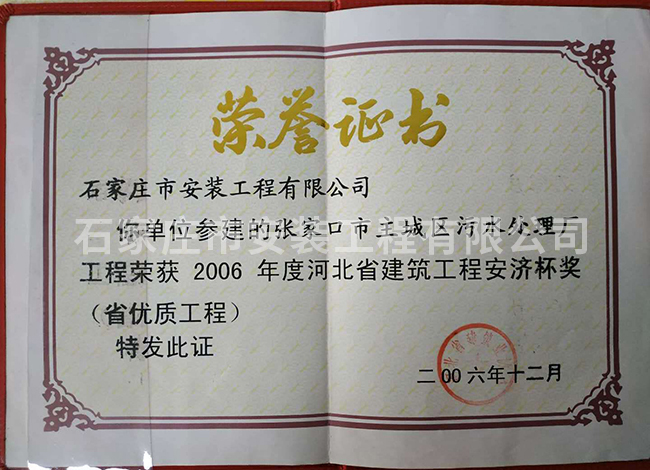 荣誉证书
石家庄市安装工程有限公司
你单位参建的张家口市主城区污水处理厂
石家庄市安装工程有限公司
工程荣获 2006 年度河北省建筑工程安济杯奖
（省优质工程）
特发此证
二00六年十二月